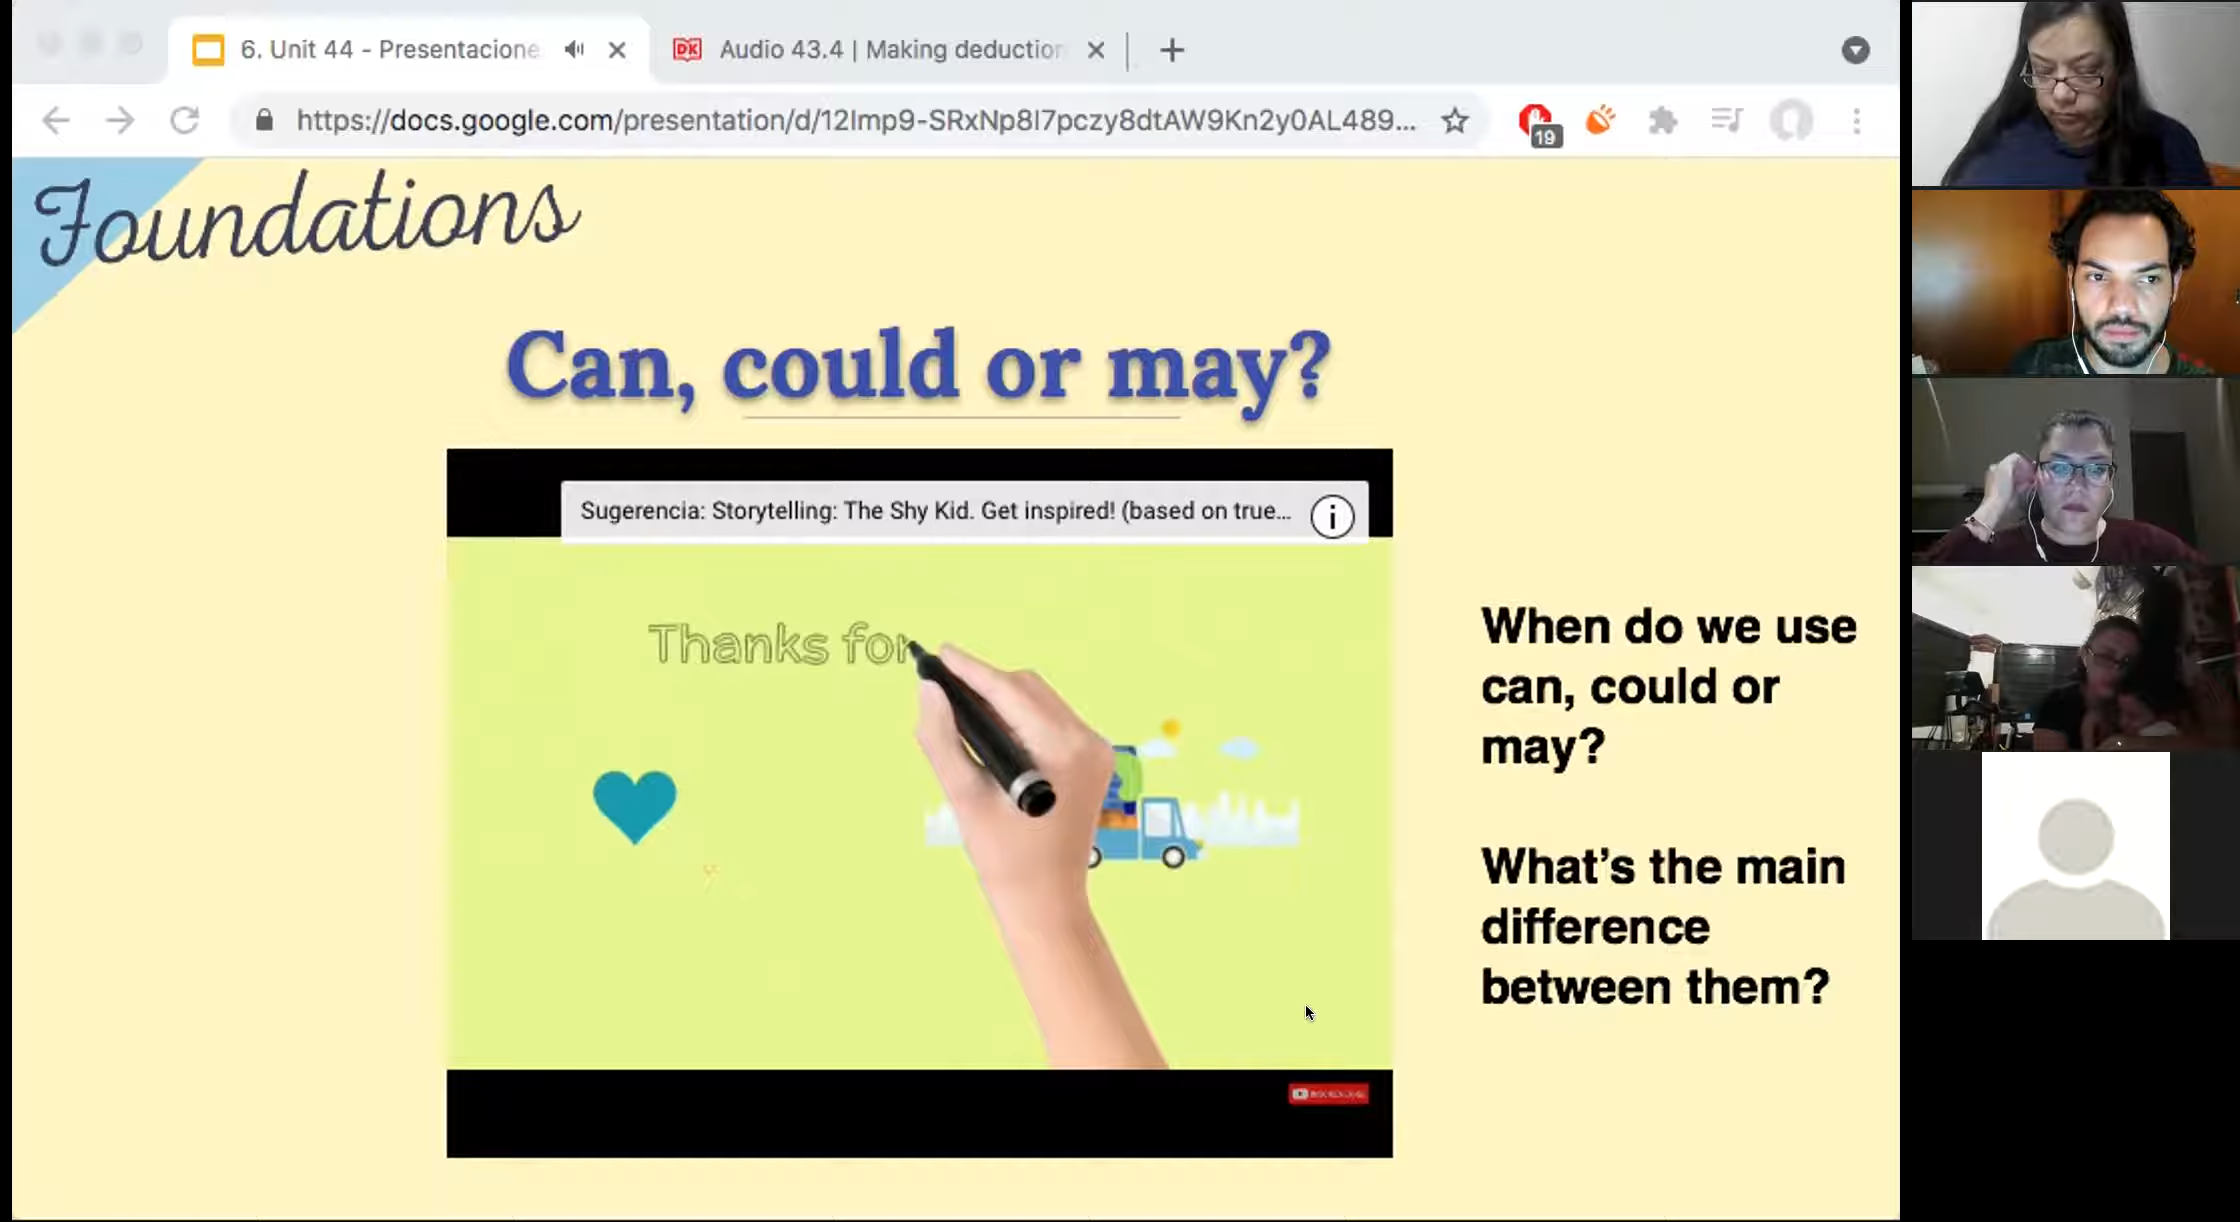 6. Unit 44 - Presentacione
Audio 43.4 | Making deduction
https://docs.google.com/presentation/d/12Imp9-SRxNp8I7pczy8dtAW9Kn2y0AL489...
19
Foundations
Can, could or may?
Sugerencia: Storytelling: The Shy Kid. Get inspired! (based on true...
Thanks for
When do we use
can, could or
may?
What's the main
difference
between them?